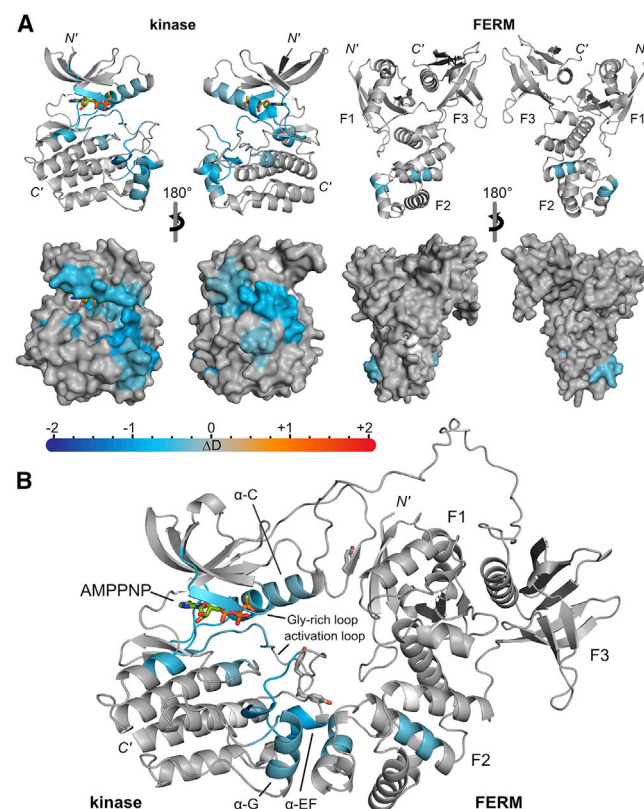 A
kinase
FERM
N'
N'
N'
C'
C'
N'
F1
F3
F3
F1
C'
C'
F2
F2
180°
180°
-2 -1 0 +1 +2
ΔD
B
α-C
N'
F1
AMPPNP
Gly-rich loop
activation loop
F3
C'
F2
α-G
α-EF
kinase
FERM